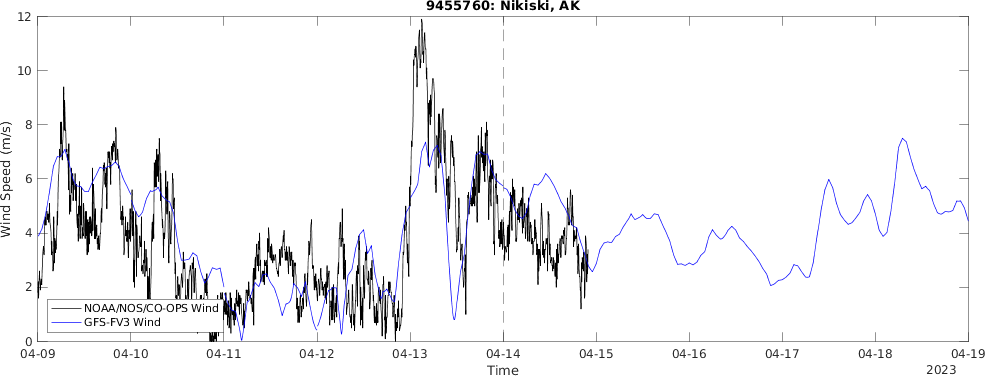 9455760: Nikiski, AK
12
10
8
6
4
2
0
Wind Speed (m/s)
NOAA/NOS/CO-OPS Wind
GFS-FV3 Wind
04-09 04-10 04-11 04-12 04-13 04-14 04-15 04-16 04-17 04-18 04-19
Time
2023